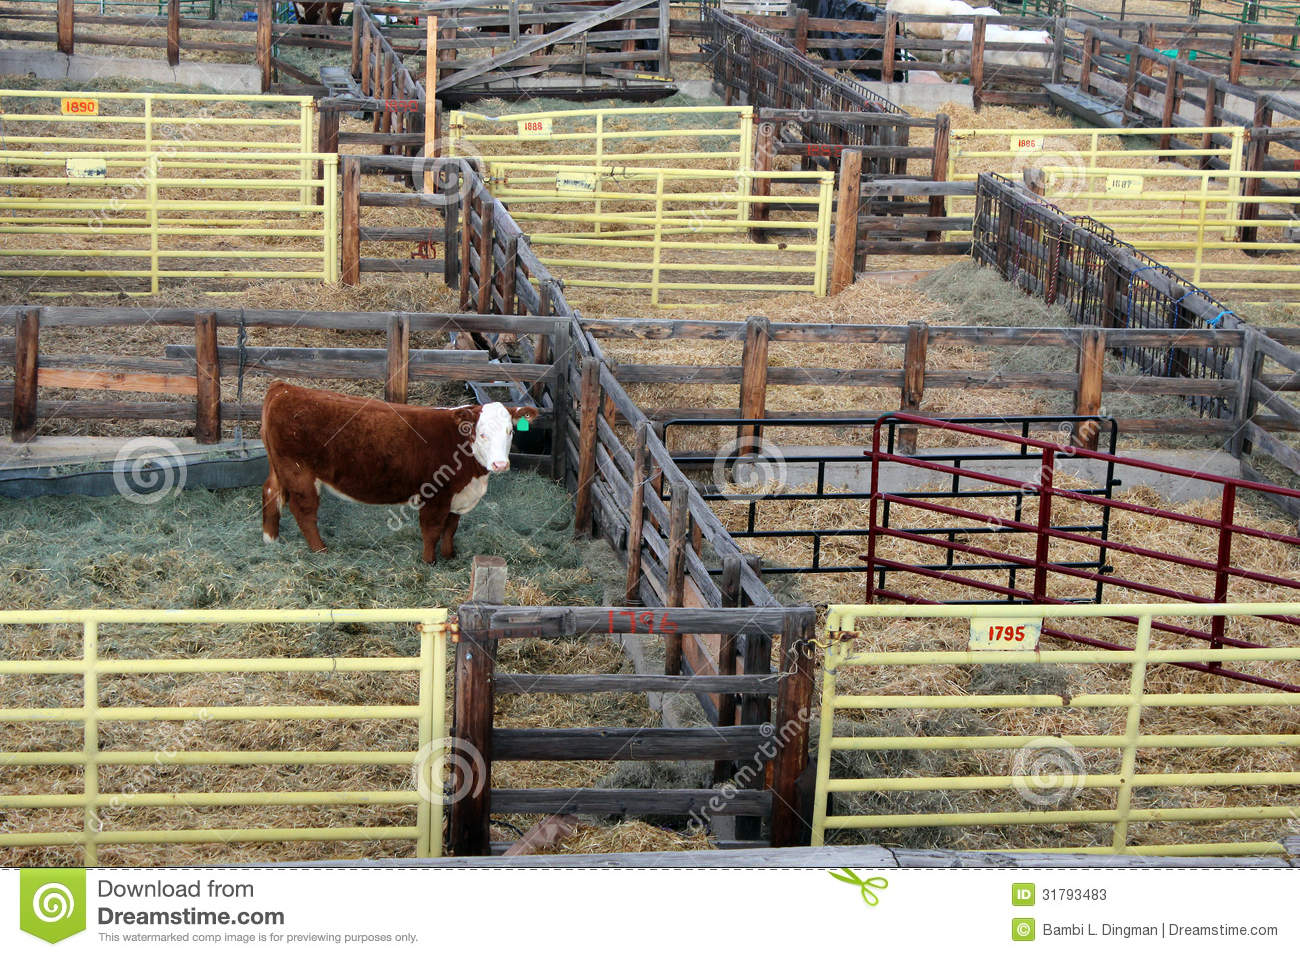 1890
1888
1886
1887
1794
1795
Download from
Dreamstime.com
This watermarked comp image is for previewing purposes only.
ID 31793483
© Bambi L. Dingman | Dreamstime.com